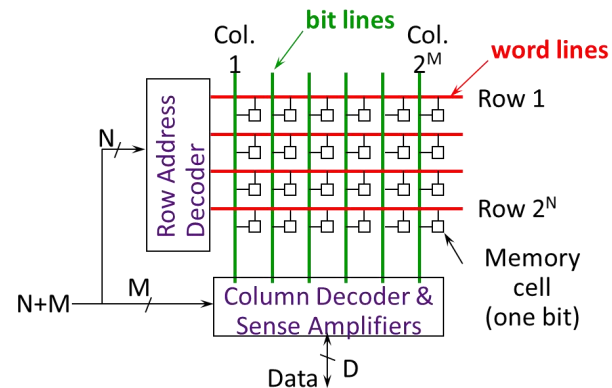 Col.
1
bit lines
Col.
2^M
word lines
Row 1
N
Row Address
Decoder
Row 2^N
Memory
cell
(one bit)
N+M
M
Column Decoder &
Sense Amplifiers
Data
D